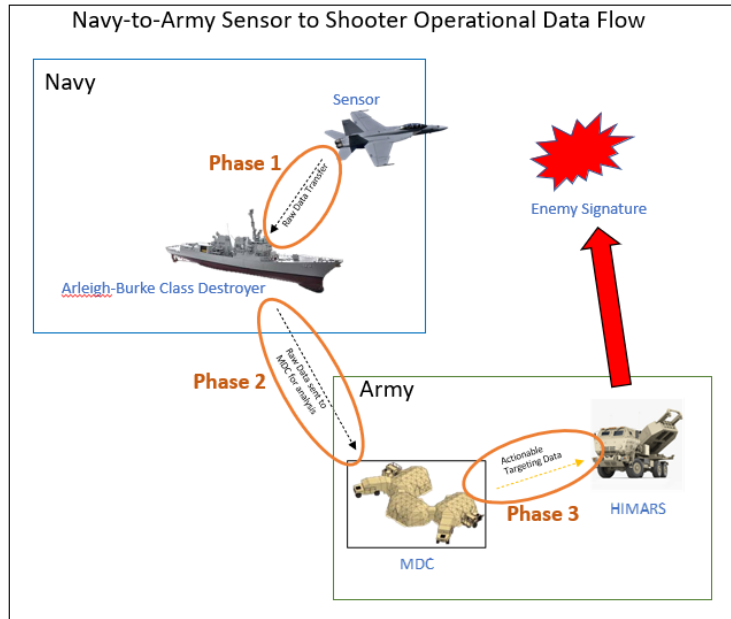 Navy-to-Army Sensor to Shooter Operational Data Flow
Navy
Sensor
Phase 1
Raw Data Transfer
Enemy Signature
Arleigh-Burke Class Destroyer
Phase 2
Raw Data sent to
MDC for analysis
Army
Actionable
Targeting Data
Phase 3
HIMARS
MDC